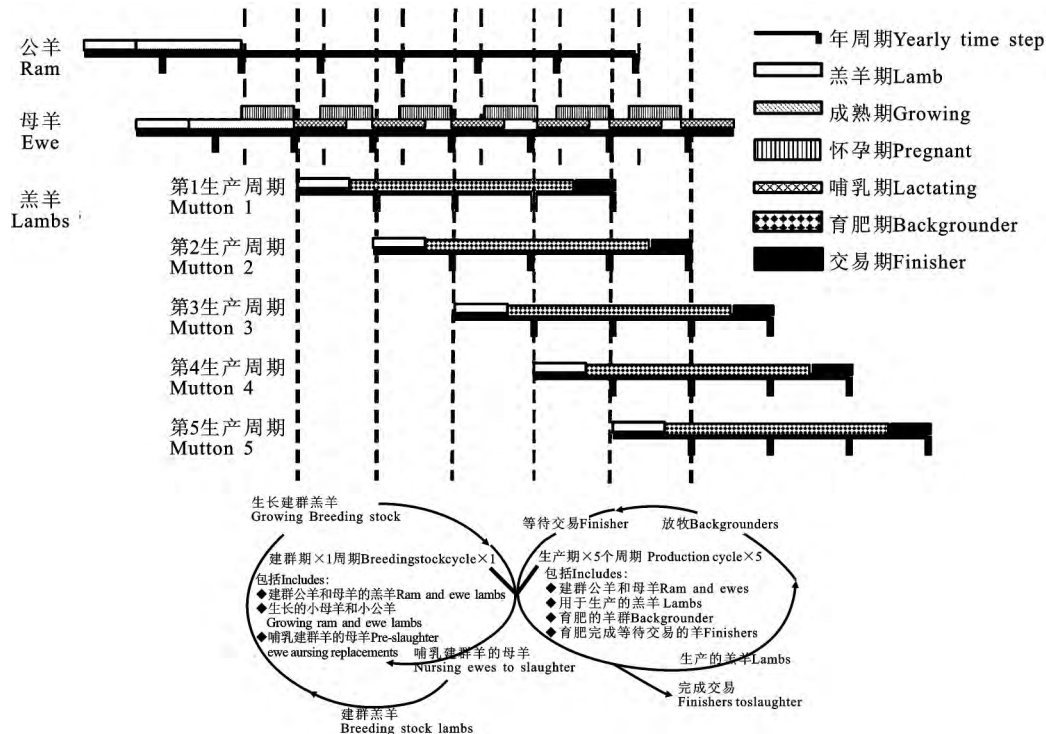 公羊
Ram
母羊
Ewe
羔羊
Lambs
第1生产周期
Mutton 1
第2生产周期
Mutton 2
第3生产周期
Mutton 3
第4生产周期
Mutton 4
第5生产周期
Mutton 5
年周期Yearly time step
羔羊期Lamb
成熟期Growing
怀孕期Pregnant
哺乳期Lactating
育肥期Backgrounder
交易期Finisher
生长建群羔羊
Growing Breeding stock
建群期×1周期Breedingstockcycle×1
包括Includes:
◆建群公羊和母羊的羔羊Ram and ewe lambs
◆生长的小母羊和小公羊
Growing ram and ewe lambs
◆哺乳建群羊的母羊Pre-slaughter
ewe aursing replacements
哺乳建群羊的母羊
Nursing ewes to slaughter
建群羔羊
Breeding stock lambs
等待交易Finisher
放牧Backgrounders
生产期×5个周期 Production cycle×5
包括Includes:
◆建群公羊和母羊Ram and ewes
◆用于生产的羔羊Lambs
◆育肥的羊群Backgrounder
◆育肥完成等待交易的羊Finishers
生产的羔羊Lambs
完成交易
Finishers toslaughter